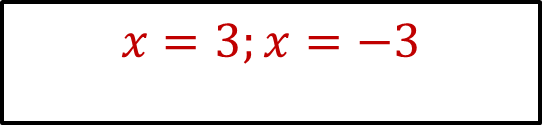 x = 3; x = −3